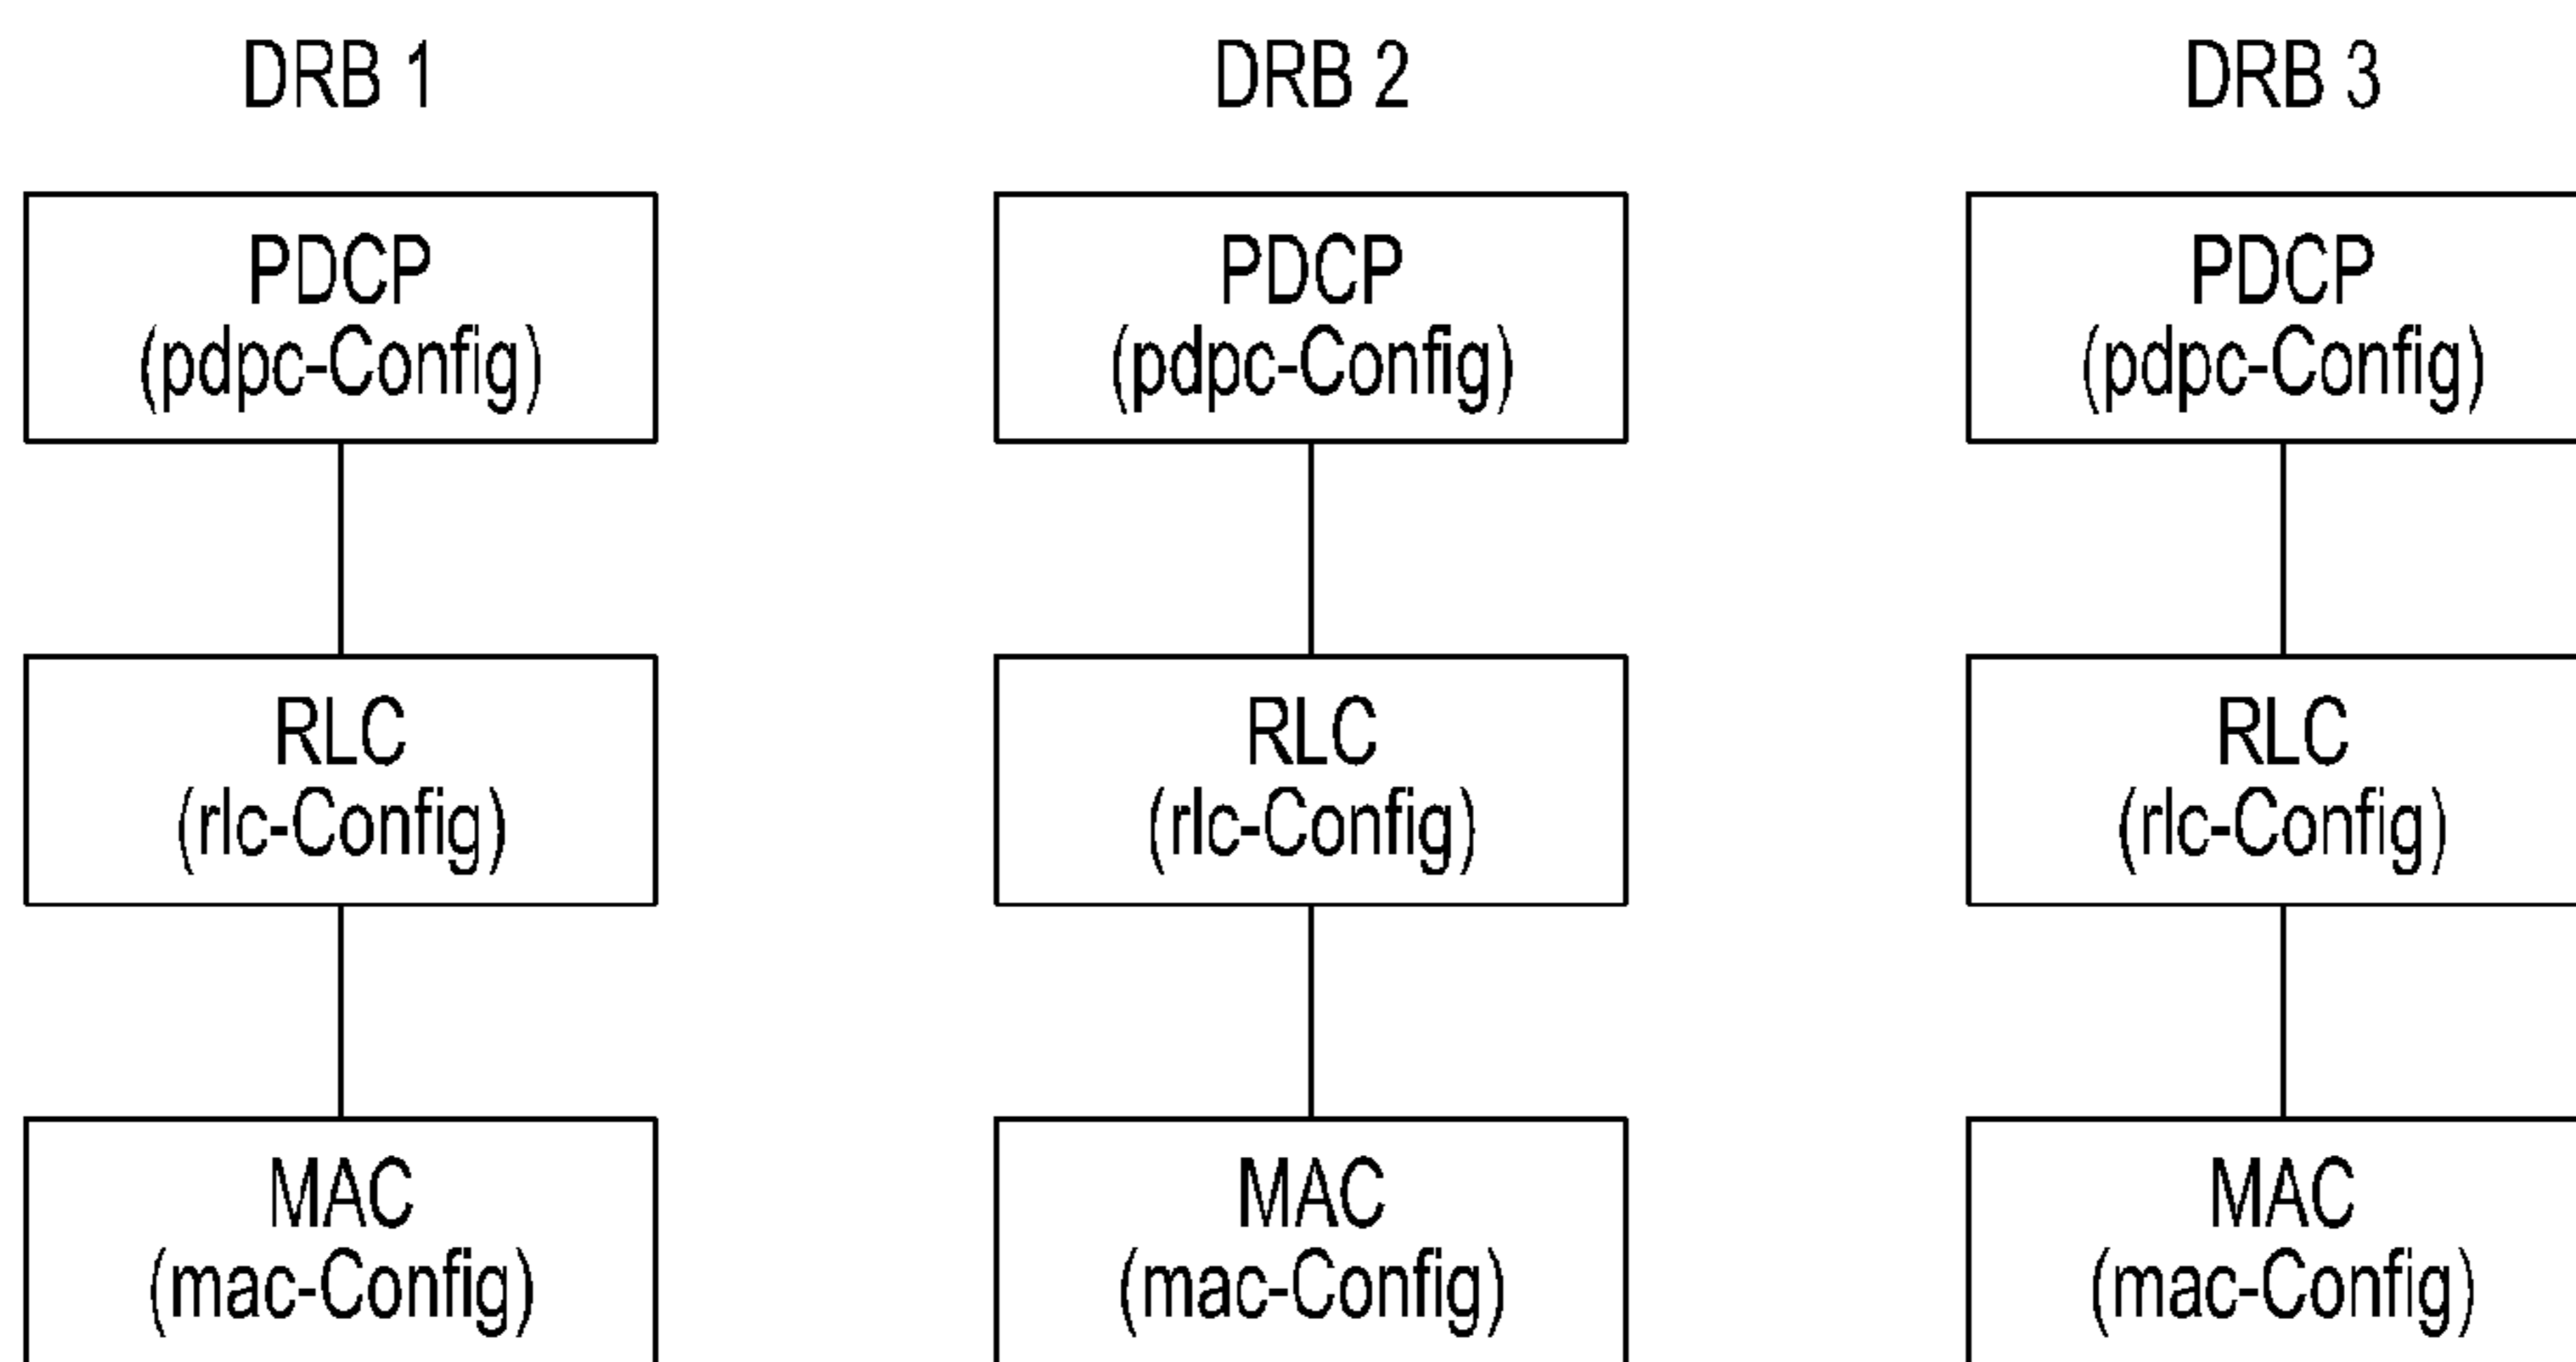 DRB 1
DRB 2
DRB 3
PDCP
(pdpc-Config)
PDCP
(pdpc-Config)
PDCP
(pdpc-Config)
RLC
(rlc-Config)
RLC
(rlc-Config)
RLC
(rlc-Config)
MAC
(mac-Config)
MAC
(mac-Config)
MAC
(mac-Config)